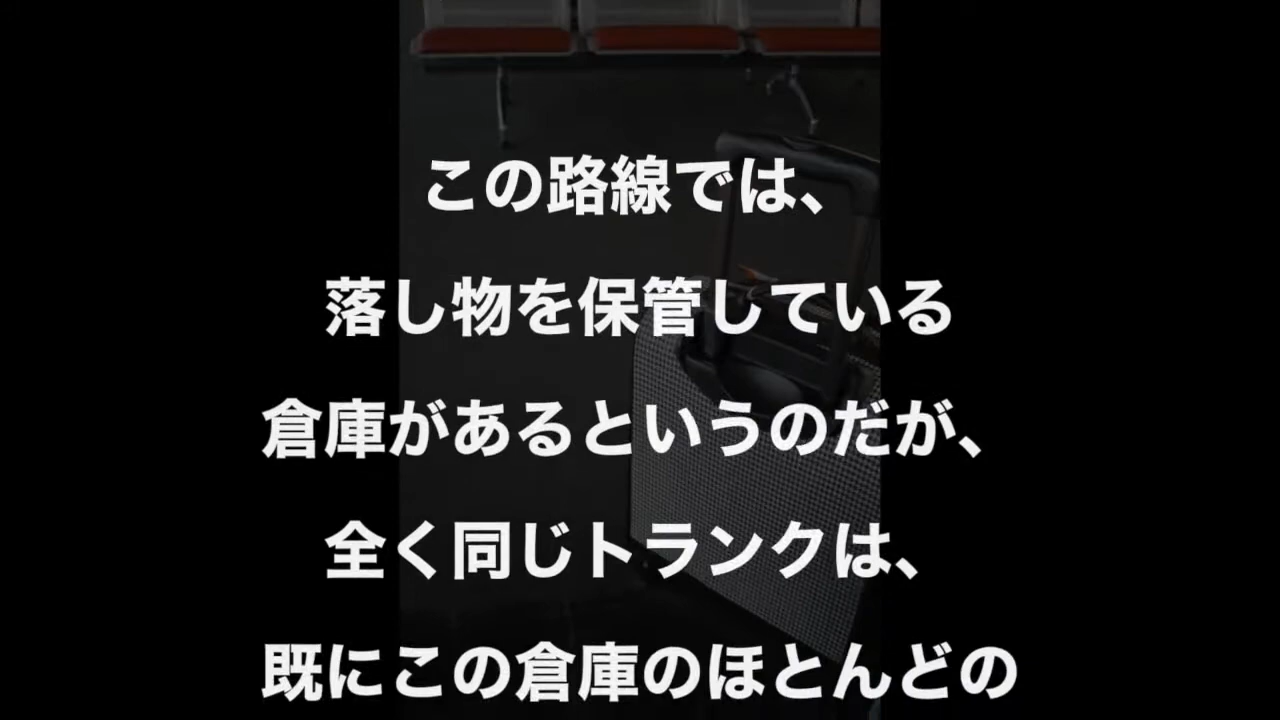 この路線では、
落し物を保管している
倉庫があるというのだが、
全く同じトランクは、
既にこの倉庫のほとんどの